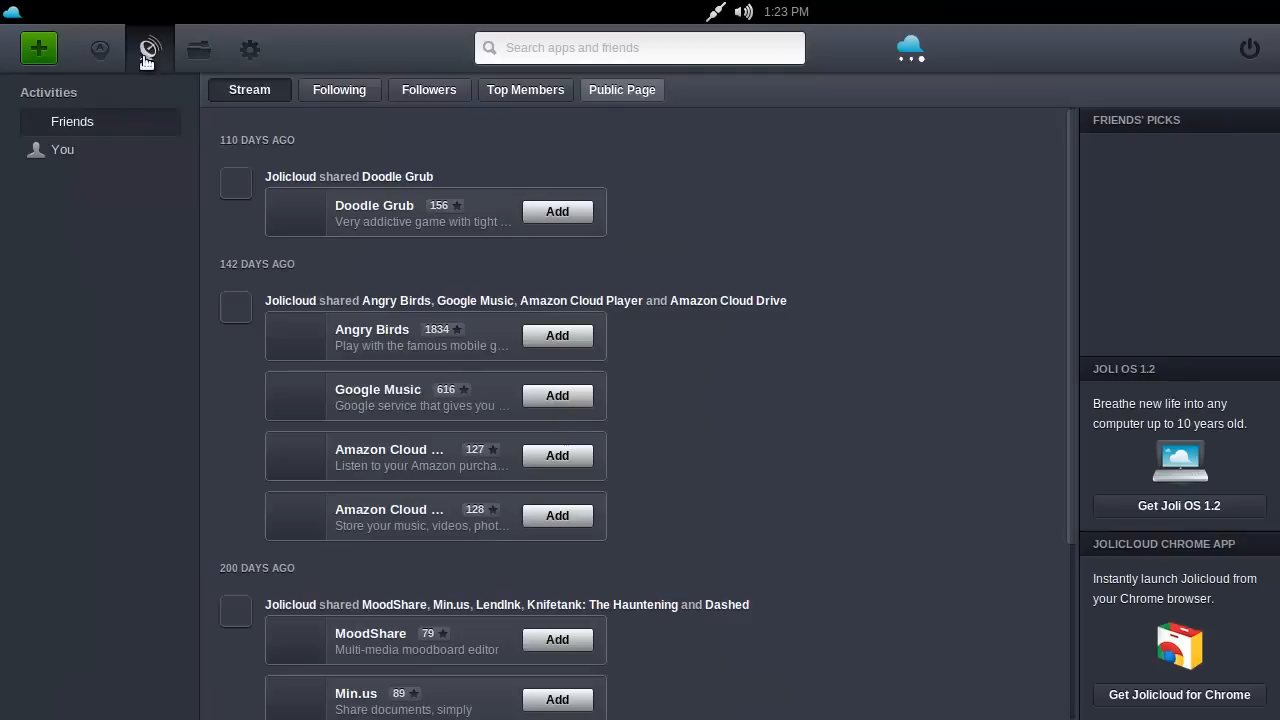 1:23 PM
Search apps and friends
Activities
Friends
You
Stream
Following
Followers
Top Members
Public Page
110 DAYS AGO
Jolicloud shared Doodle Grub
Doodle Grub 156
Very addictive game with tight ...
Add
142 DAYS AGO
Jolicloud shared Angry Birds, Google Music, Amazon Cloud Player and Amazon Cloud Drive
Angry Birds 1834
Play with the famous mobile g...
Add
Google Music 616
Google service that gives you ...
Add
Amazon Cloud ... 127
Listen to your Amazon purcha...
Add
Amazon Cloud ... 128
Store your music, videos, phot...
Add
200 DAYS AGO
Jolicloud shared MoodShare, Min.us, LendInk, Knifetank: The Hauntening and Dashed
MoodShare 79
Multi-media moodboard editor
Add
Min.us 89
Share documents, simply
Add
FRIENDS' PICKS
JOLI OS 1.2
Breathe new life into any
computer up to 10 years old.
Get Joli OS 1.2
JOLICLOUD CHROME APP
Instantly launch Jolicloud from
your Chrome browser.
Get Jolicloud for Chrome